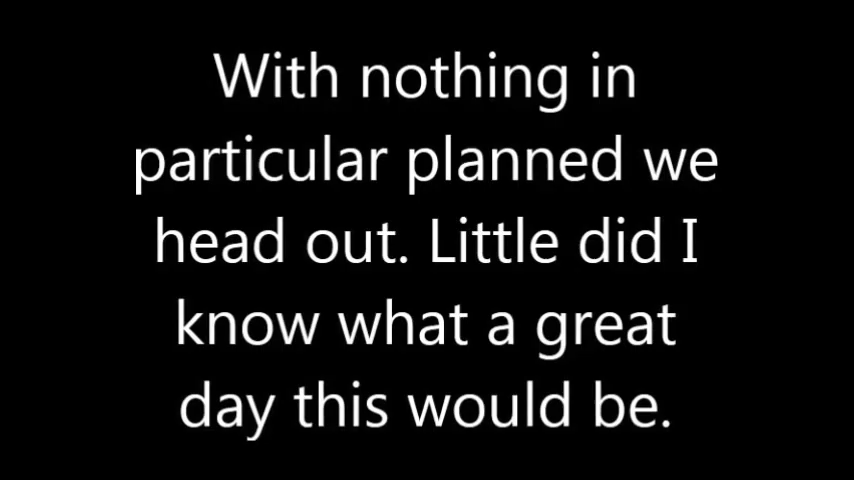 With nothing in
particular planned we
head out. Little did I
know what a great
day this would be.